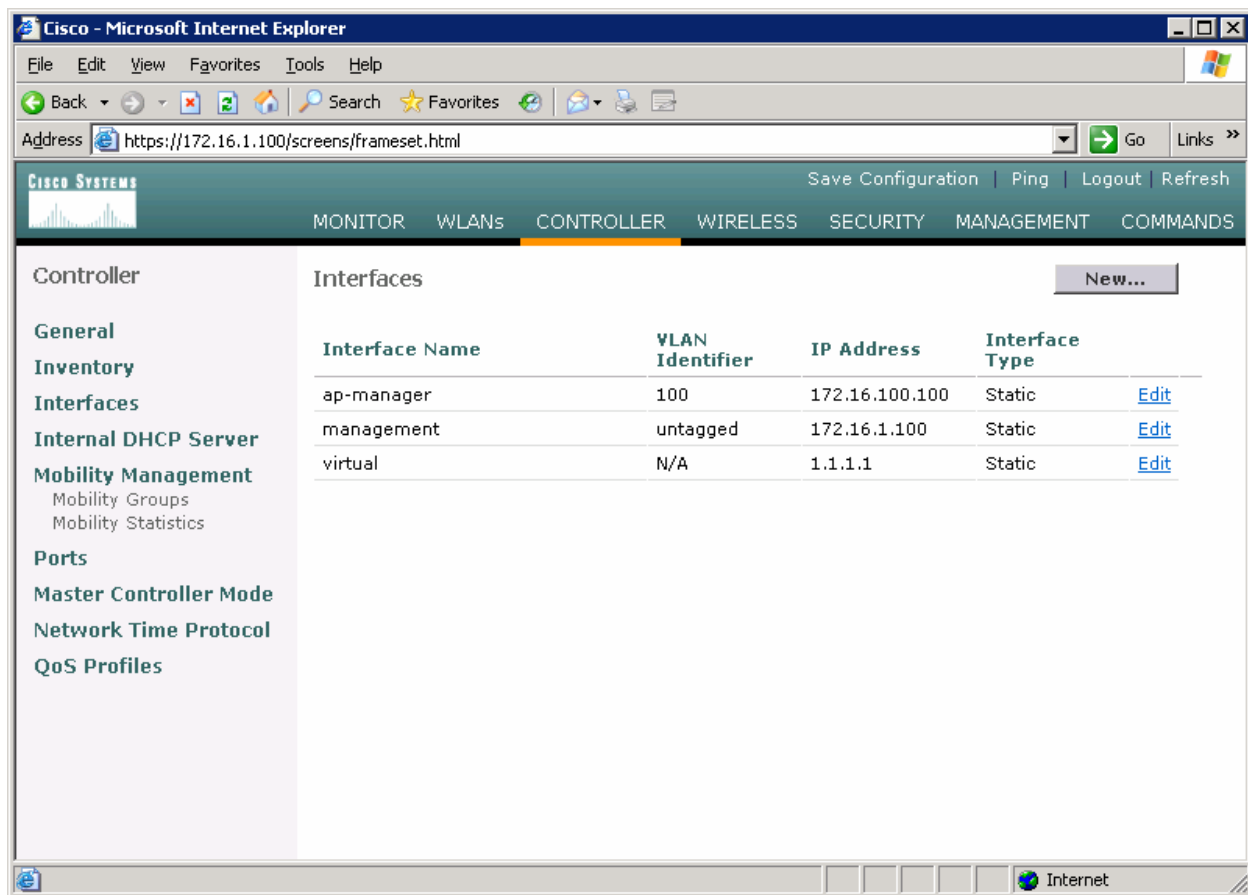 Cisco - Microsoft Internet Explorer
File Edit View Favorites Tools Help
Back Search Favorites
Address https://172.16.1.100/screens/frameset.html Go Links »
CISCO SYSTEMS
Save Configuration | Ping | Logout | Refresh
MONITOR WLANs CONTROLLER WIRELESS SECURITY MANAGEMENT COMMANDS
Controller
General
Inventory
Interfaces
Internal DHCP Server
Mobility Management
Mobility Groups
Mobility Statistics
Ports
Master Controller Mode
Network Time Protocol
QoS Profiles
Interfaces
New...
Interface Name VLAN Identifier IP Address Interface Type
ap-manager 100 172.16.100.100 Static Edit
management untagged 172.16.1.100 Static Edit
virtual N/A 1.1.1.1 Static Edit
Internet